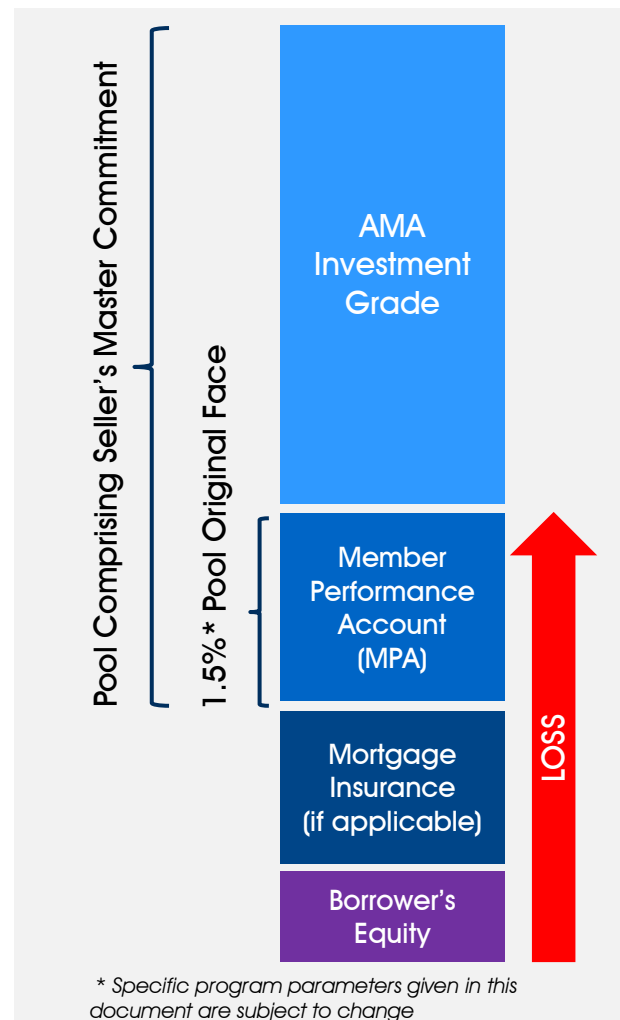 Pool Comprising Seller's Master Commitment
1.5%* Pool Original Face
AMA
Investment
Grade
Member
Performance
Account
(MPA)
Mortgage
Insurance
(if applicable)
Borrower's
Equity
LOSS
* Specific program parameters given in this
document are subject to change